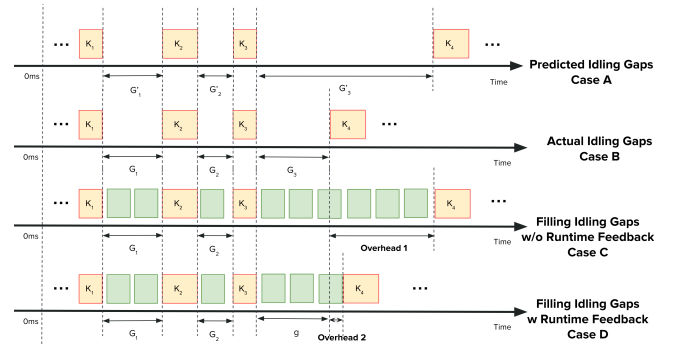 ... K1 K2 K3 K4 ...
0ms G'1 G'2 G'3 Time
Predicted Idling Gaps
Case A
... K1 K2 K3 K4 ...
0ms G1 G2 G3 Time
Actual Idling Gaps
Case B
... K1 K2 K3 K4 ...
0ms G1 G2 Overhead 1 Time
Filling Idling Gaps
w/o Runtime Feedback
Case C
... K1 K2 K3 K4 ...
0ms G1 G2 g Overhead 2 Time
Filling Idling Gaps
w Runtime Feedback
Case D